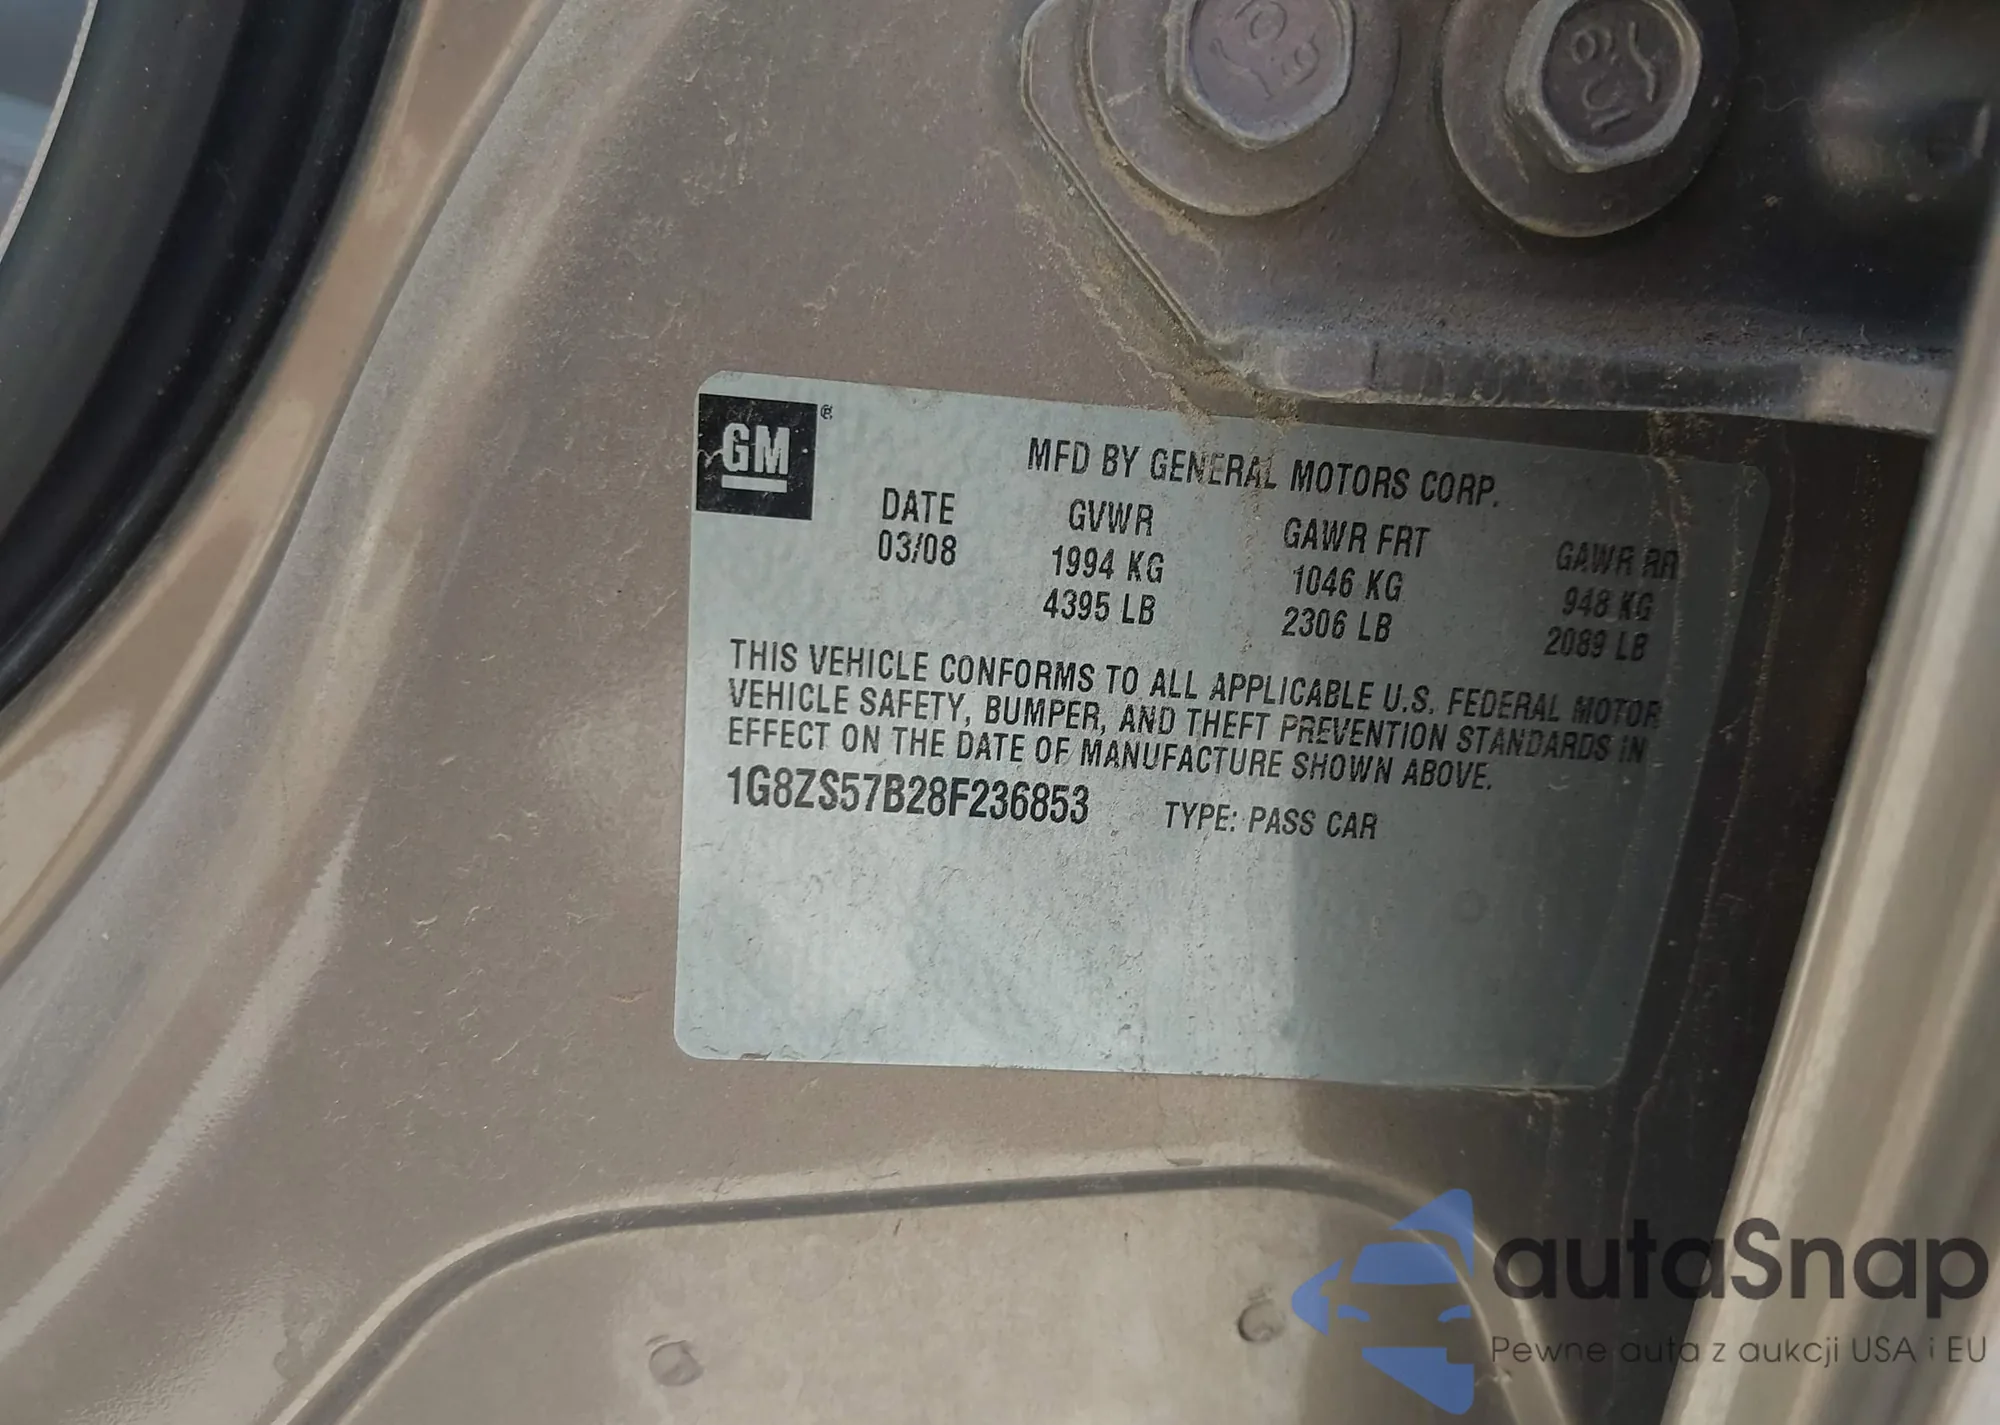 GM®
MFD BY GENERAL MOTORS CORP.
DATE GVWR GAWR FRT GAWR RR
03/08 1994 KG 1046 KG 948 KG
4395 LB 2306 LB 2089 LB
THIS VEHICLE CONFORMS TO ALL APPLICABLE U.S. FEDERAL MOTOR
VEHICLE SAFETY, BUMPER, AND THEFT PREVENTION STANDARDS IN
EFFECT ON THE DATE OF MANUFACTURE SHOWN ABOVE.
1G8ZS57B28F236853 TYPE: PASS CAR
autaSnap
Pewne auta z aukcji USA i EU